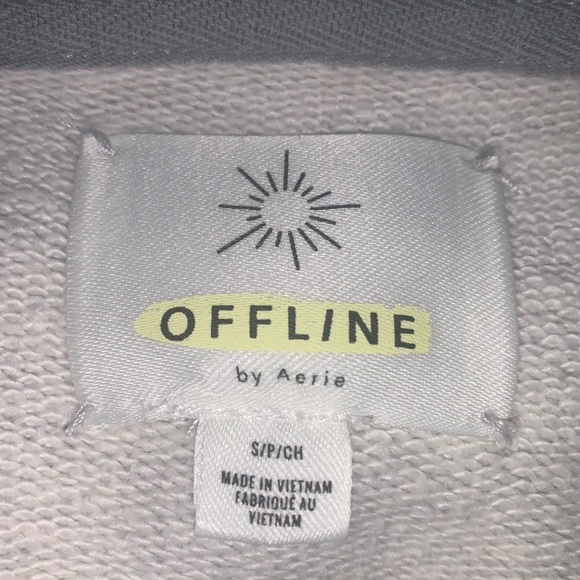 OFFLINE
by Aerie
S/P/CH
MADE IN VIETNAM
FABRIQUÉ AU
VIETNAM